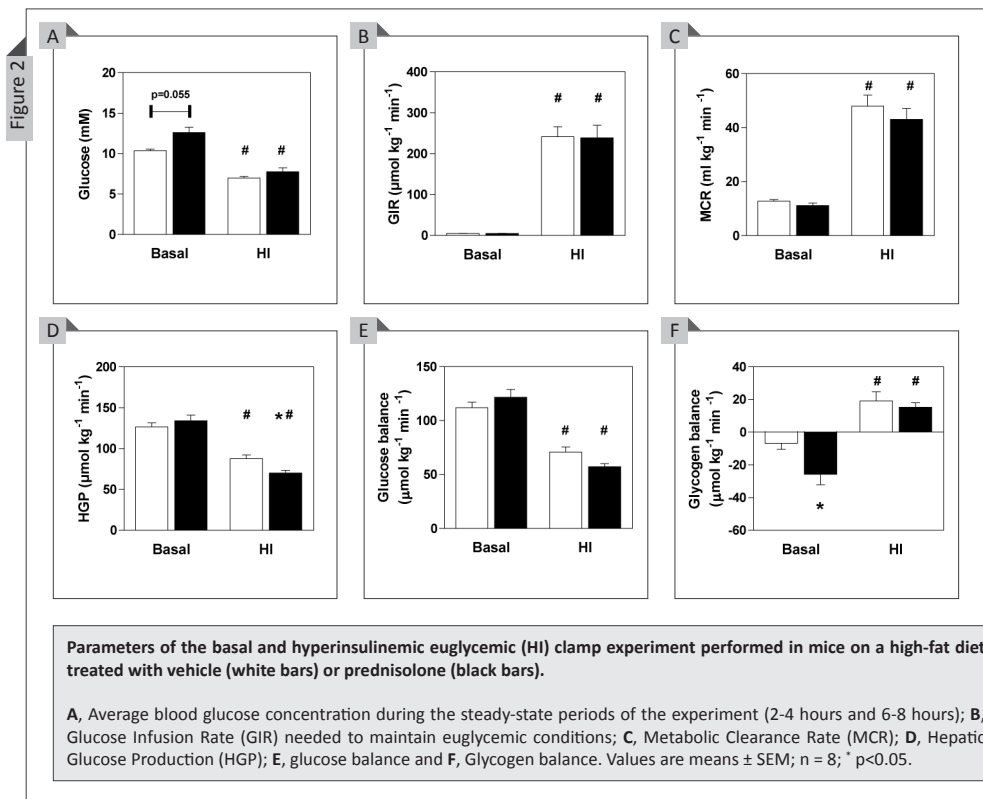 Figure 2
A
Glucose (mM)
20
15
10
5
0
p=0.055
# #
Basal HI
B
GIR (µmol kg-1 min -1)
400
300
200
100
0
# #
Basal HI
C
MCR (ml kg-1 min -1)
60
40
20
0
# #
Basal HI
D
HGP (µmol kg-1 min-1)
200
150
100
50
0
# *#
Basal HI
E
Glucose balance
(µmol kg-1 min -1)
150
100
50
0
# #
Basal HI
F
Glycogen balance
(µmol kg-1 min -1)
40
20
0
-20
-40
-60
# #
*
Basal HI
Parameters of the basal and hyperinsulinemic euglycemic (HI) clamp experiment performed in mice on a high-fat diet
treated with vehicle (white bars) or prednisolone (black bars).
A, Average blood glucose concentration during the steady-state periods of the experiment (2-4 hours and 6-8 hours); B,
Glucose Infusion Rate (GIR) needed to maintain euglycemic conditions; C, Metabolic Clearance Rate (MCR); D, Hepatic
Glucose Production (HGP); E, glucose balance and F, Glycogen balance. Values are means ± SEM; n = 8; * p<0.05.